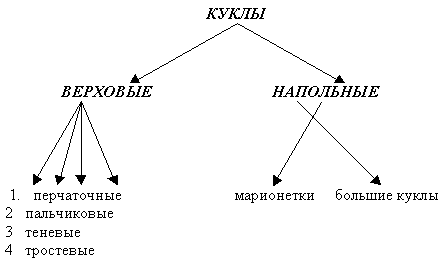 КУКЛЫ
ВЕРХОВЫЕ НАПОЛЬНЫЕ
1. перчаточные марионетки большие куклы
2 пальчиковые
3 теневые
4 тростевые